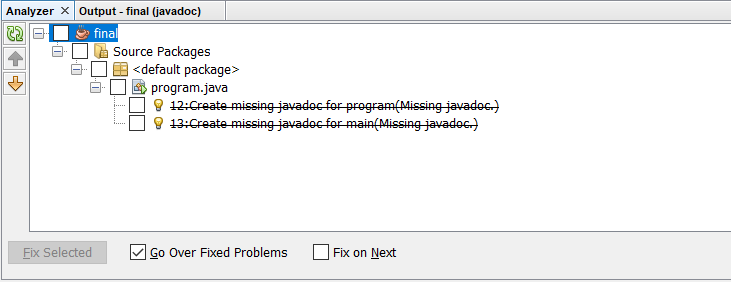 Analyzer × Output - final (javadoc)
final
Source Packages
<default package>
program.java
12:Create missing javadoc for program(Missing javadoc.)
13:Create missing javadoc for main(Missing javadoc.)
Fix Selected Go Over Fixed Problems Fix on Next